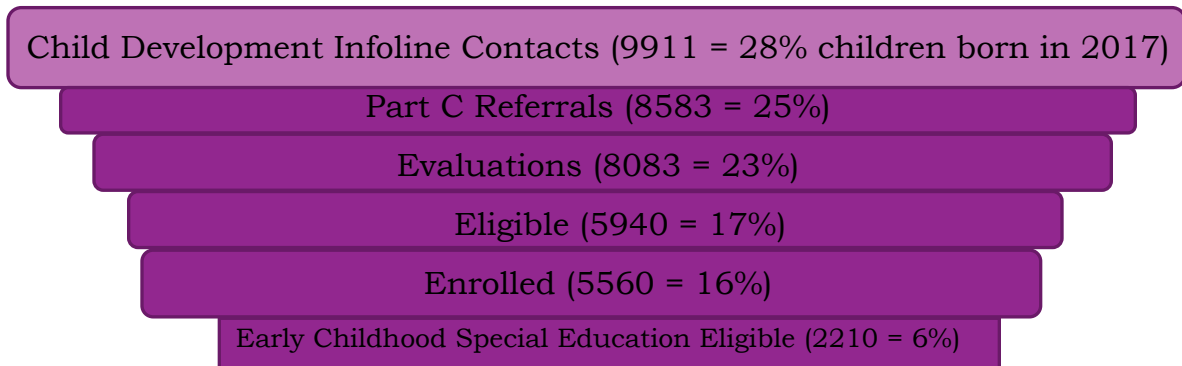 Child Development Infoline Contacts (9911 = 28% children born in 2017)
Part C Referrals (8583 = 25%)
Evaluations (8083 = 23%)
Eligible (5940 = 17%)
Enrolled (5560 = 16%)
Early Childhood Special Education Eligible (2210 = 6%)